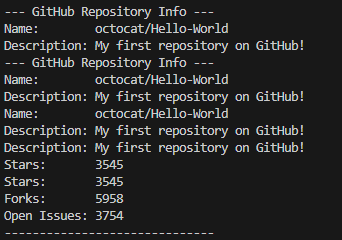 --- GitHub Repository Info ---
Name:       octocat/Hello-World
Description: My first repository on GitHub!
--- GitHub Repository Info ---
Name:       octocat/Hello-World
Description: My first repository on GitHub!
Name:       octocat/Hello-World
Description: My first repository on GitHub!
Description: My first repository on GitHub!
Stars:      3545
Stars:      3545
Forks:      5958
Open Issues: 3754
------------------------------